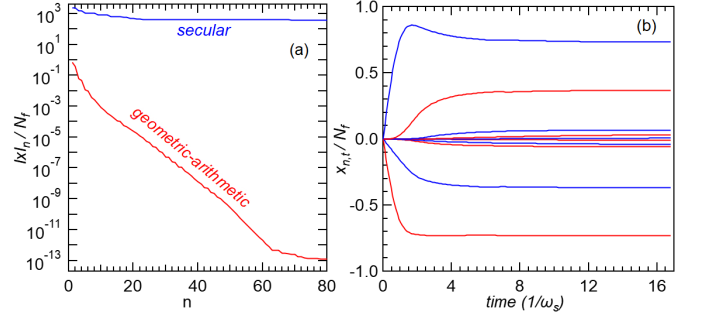 10^3
10^1
10^-1
10^-3
10^-5
10^-7
10^-9
10^-11
10^-13
|x|_n / N_f
secular
(a)
geometric-arithmetic
0 20 40 60 80
n
1.0
0.5
0.0
-0.5
-1.0
x_n,t / N_f
(b)
0 4 8 12 16
time (1/ω_s)